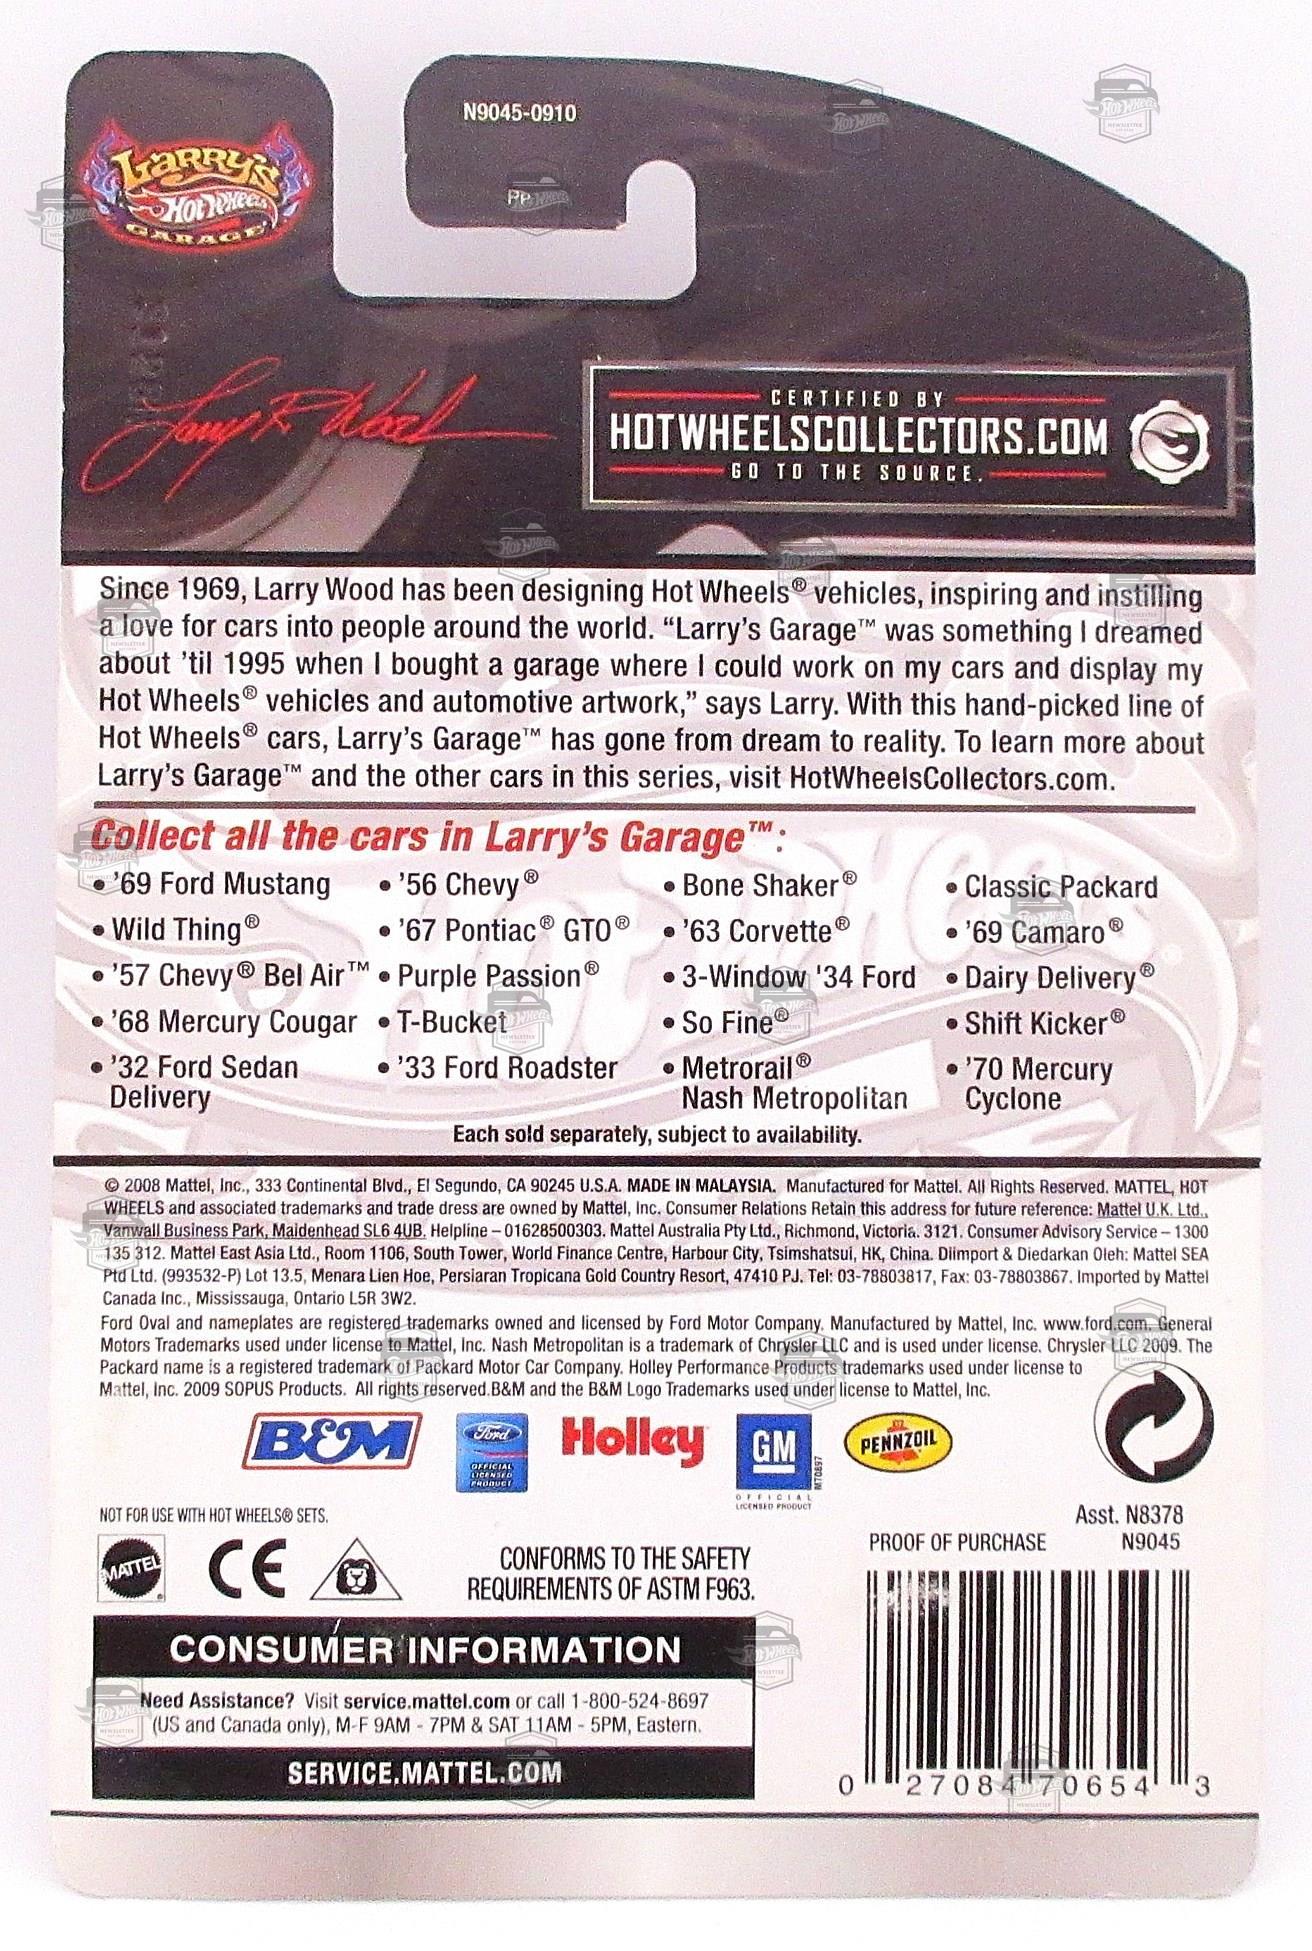 N9045-0910
PP
Larry's
Hot Wheels
GARAGE
Larry R Wood
CERTIFIED BY
HOTWHEELSCOLLECTORS.COM
GO TO THE SOURCE.
Since 1969, Larry Wood has been designing Hot Wheels® vehicles, inspiring and instilling
a love for cars into people around the world. “Larry’s Garage™ was something I dreamed
about ’til 1995 when I bought a garage where I could work on my cars and display my
Hot Wheels® vehicles and automotive artwork,” says Larry. With this hand-picked line of
Hot Wheels® cars, Larry’s Garage™ has gone from dream to reality. To learn more about
Larry’s Garage™ and the other cars in this series, visit HotWheelsCollectors.com.
Collect all the cars in Larry’s Garage™:
• ’69 Ford Mustang • ’56 Chevy® • Bone Shaker® • Classic Packard
• Wild Thing® • ’67 Pontiac® GTO® • ’63 Corvette® • ’69 Camaro®
• ’57 Chevy® Bel Air™ • Purple Passion® • 3-Window '34 Ford • Dairy Delivery®
• ’68 Mercury Cougar • T-Bucket • So Fine® • Shift Kicker®
• ’32 Ford Sedan • ’33 Ford Roadster • Metrorail® • ’70 Mercury
Delivery Nash Metropolitan Cyclone
Each sold separately, subject to availability.
© 2008 Mattel, Inc., 333 Continental Blvd., El Segundo, CA 90245 U.S.A. MADE IN MALAYSIA. Manufactured for Mattel. All Rights Reserved. MATTEL, HOT
WHEELS and associated trademarks and trade dress are owned by Mattel, Inc. Consumer Relations Retain this address for future reference: Mattel U.K. Ltd.,
Vanwall Business Park, Maidenhead SL6 4UB. Helpline – 01628500303. Mattel Australia Pty Ltd., Richmond, Victoria. 3121. Consumer Advisory Service – 1300
135 312. Mattel East Asia Ltd., Room 1106, South Tower, World Finance Centre, Harbour City, Tsimshatsui, HK, China. Diimport & Diedarkan Oleh: Mattel SEA
Ptd Ltd. (993532-P) Lot 13.5, Menara Lien Hoe, Persiaran Tropicana Gold Country Resort, 47410 PJ. Tel: 03-78803817, Fax: 03-78803867. Imported by Mattel
Canada Inc., Mississauga, Ontario L5R 3W2.
Ford Oval and nameplates are registered trademarks owned and licensed by Ford Motor Company. Manufactured by Mattel, Inc. www.ford.com. General
Motors Trademarks used under license to Mattel, Inc. Nash Metropolitan is a trademark of Chrysler LLC and is used under license. Chrysler LLC 2009. The
Packard name is a registered trademark of Packard Motor Car Company. Holley Performance Products trademarks used under license to
Mattel, Inc. 2009 SOPUS Products. All rights reserved.B&M and the B&M Logo Trademarks used under license to Mattel, Inc.
B&M
Ford
OFFICIAL
LICENSED
PRODUCT
Holley
GM
OFFICIAL
LICENSED PRODUCT
M70897
PENNZOIL
NOT FOR USE WITH HOT WHEELS® SETS.
Asst. N8378
PROOF OF PURCHASE N9045
MATTEL
CE
CONFORMS TO THE SAFETY
REQUIREMENTS OF ASTM F963.
CONSUMER INFORMATION
Need Assistance? Visit service.mattel.com or call 1-800-524-8697
(US and Canada only), M-F 9AM - 7PM & SAT 11AM - 5PM, Eastern.
SERVICE.MATTEL.COM
0 27084 70654 3